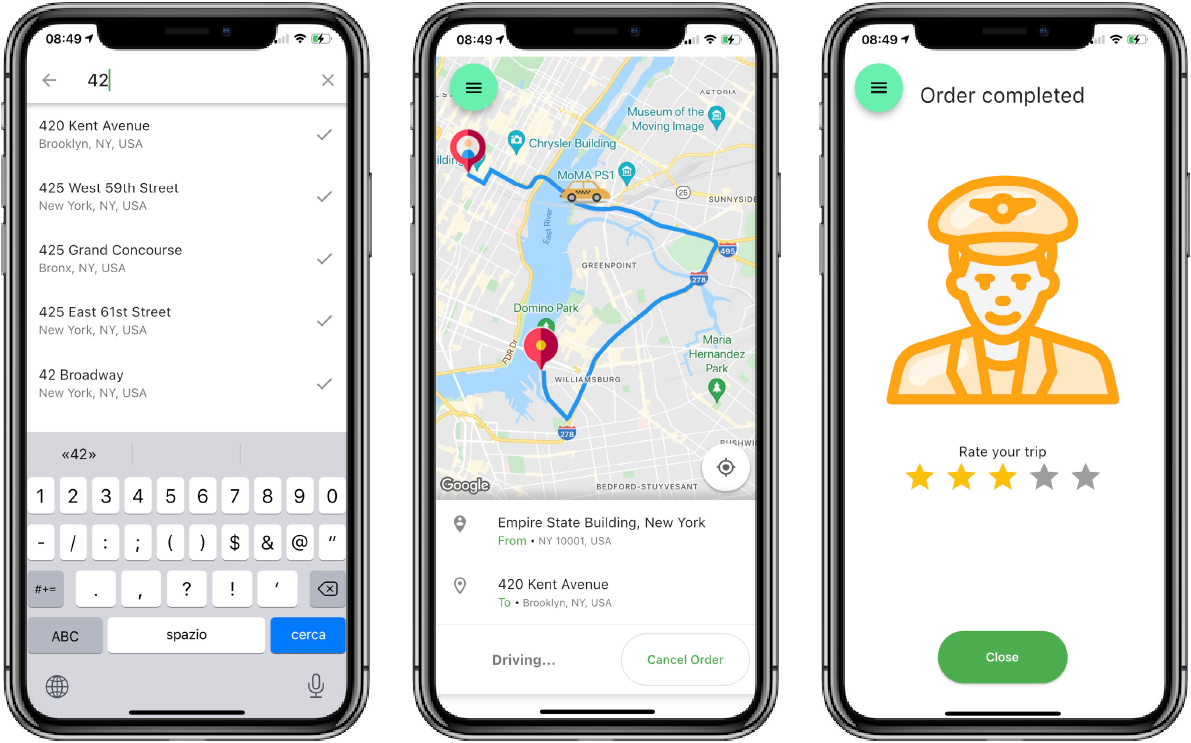 08:49
42
420 Kent Avenue
Brooklyn, NY, USA
425 West 59th Street
New York, NY, USA
425 Grand Concourse
Bronx, NY, USA
425 East 61st Street
New York, NY, USA
42 Broadway
New York, NY, USA
«42»
1 2 3 4 5 6 7 8 9 0
- / : ; ( ) $ & @ "
#+= . , ? ! '
ABC spazio cerca
08:49
ASTORIA
Museum of the
Moving Image
Chrysler Building
ilding
MoMA PS1
25
SUNNYSIDE
East River
495
GREENPOINT
278
Domino Park
FDR Dr
Maria
Hernandez
Park
WILLIAMSBURG
278
BUSHWI
Google
BEDFORD-STUYVESANT
Empire State Building, New York
From • NY 10001, USA
420 Kent Avenue
To • Brooklyn, NY, USA
Driving...
Cancel Order
08:49
Order completed
Rate your trip
Close